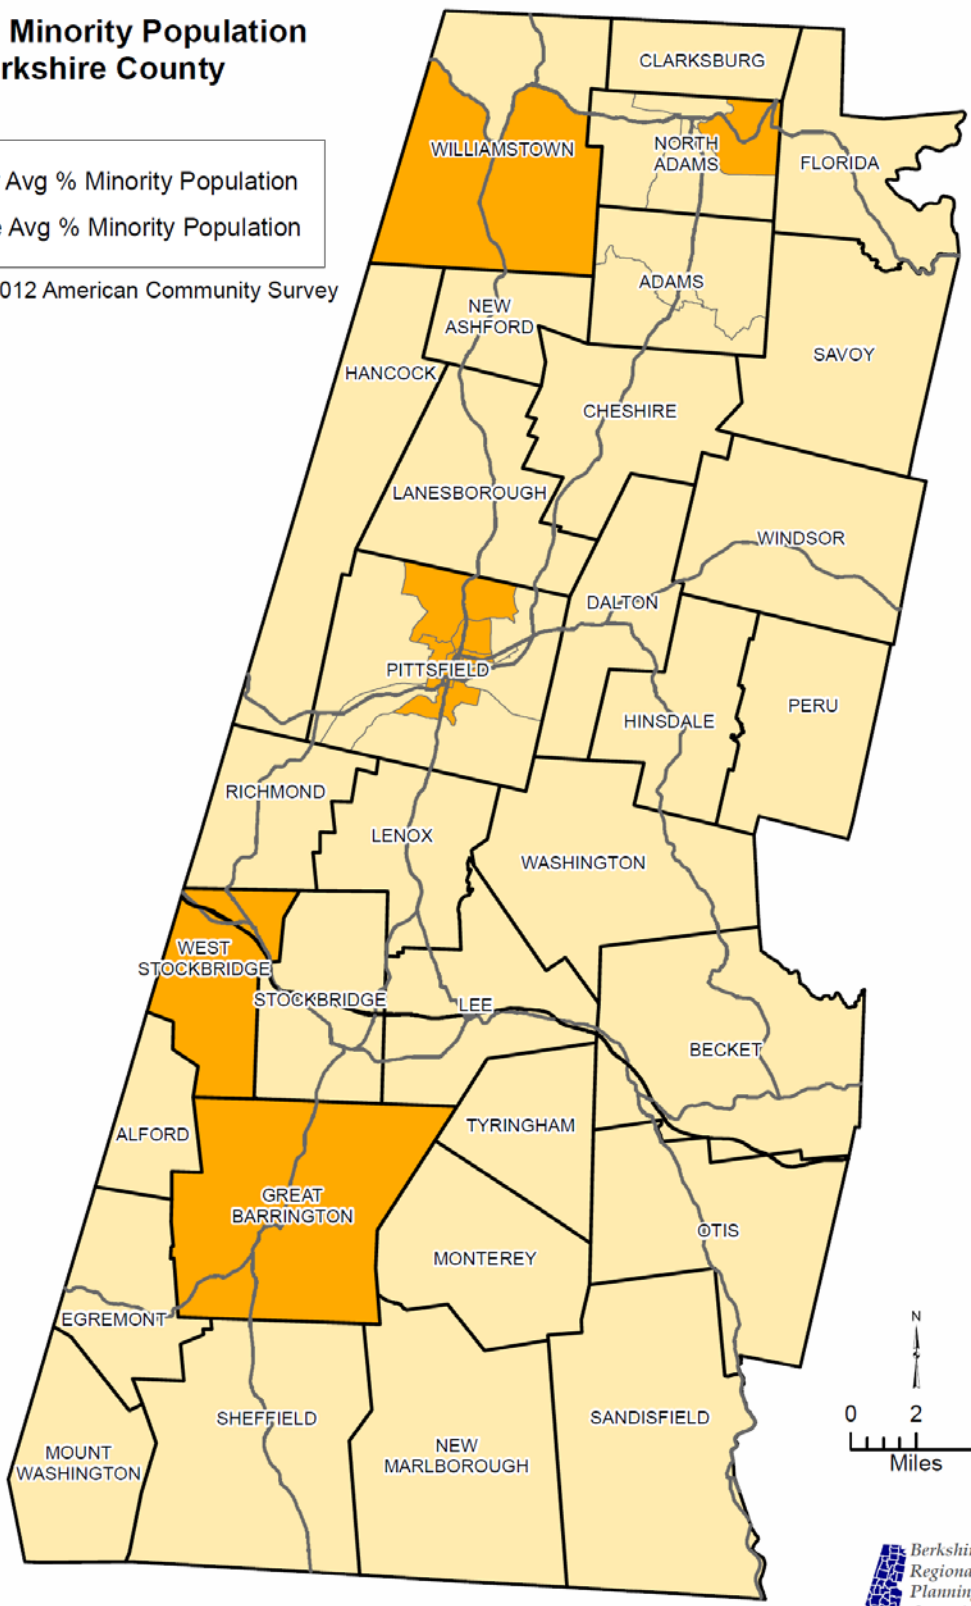 Minority Population
rkshire County
Avg % Minority Population
Avg % Minority Population
012 American Community Survey
CLARKSBURG
WILLIAMSTOWN
NORTH
ADAMS
FLORIDA
ADAMS
NEW
ASHFORD
SAVOY
HANCOCK
CHESHIRE
LANESBOROUGH
WINDSOR
DALTON
PITTSFIELD
PERU
HINSDALE
RICHMOND
LENOX
WASHINGTON
WEST
STOCKBRIDGE
STOCKBRIDGE
LEE
BECKET
TYRINGHAM
ALFORD
GREAT
BARRINGTON
OTIS
MONTEREY
EGREMONT
N
0 2
Miles
SHEFFIELD
SANDISFIELD
NEW
MARLBOROUGH
MOUNT
WASHINGTON
Berkshir
Regiona
Planning